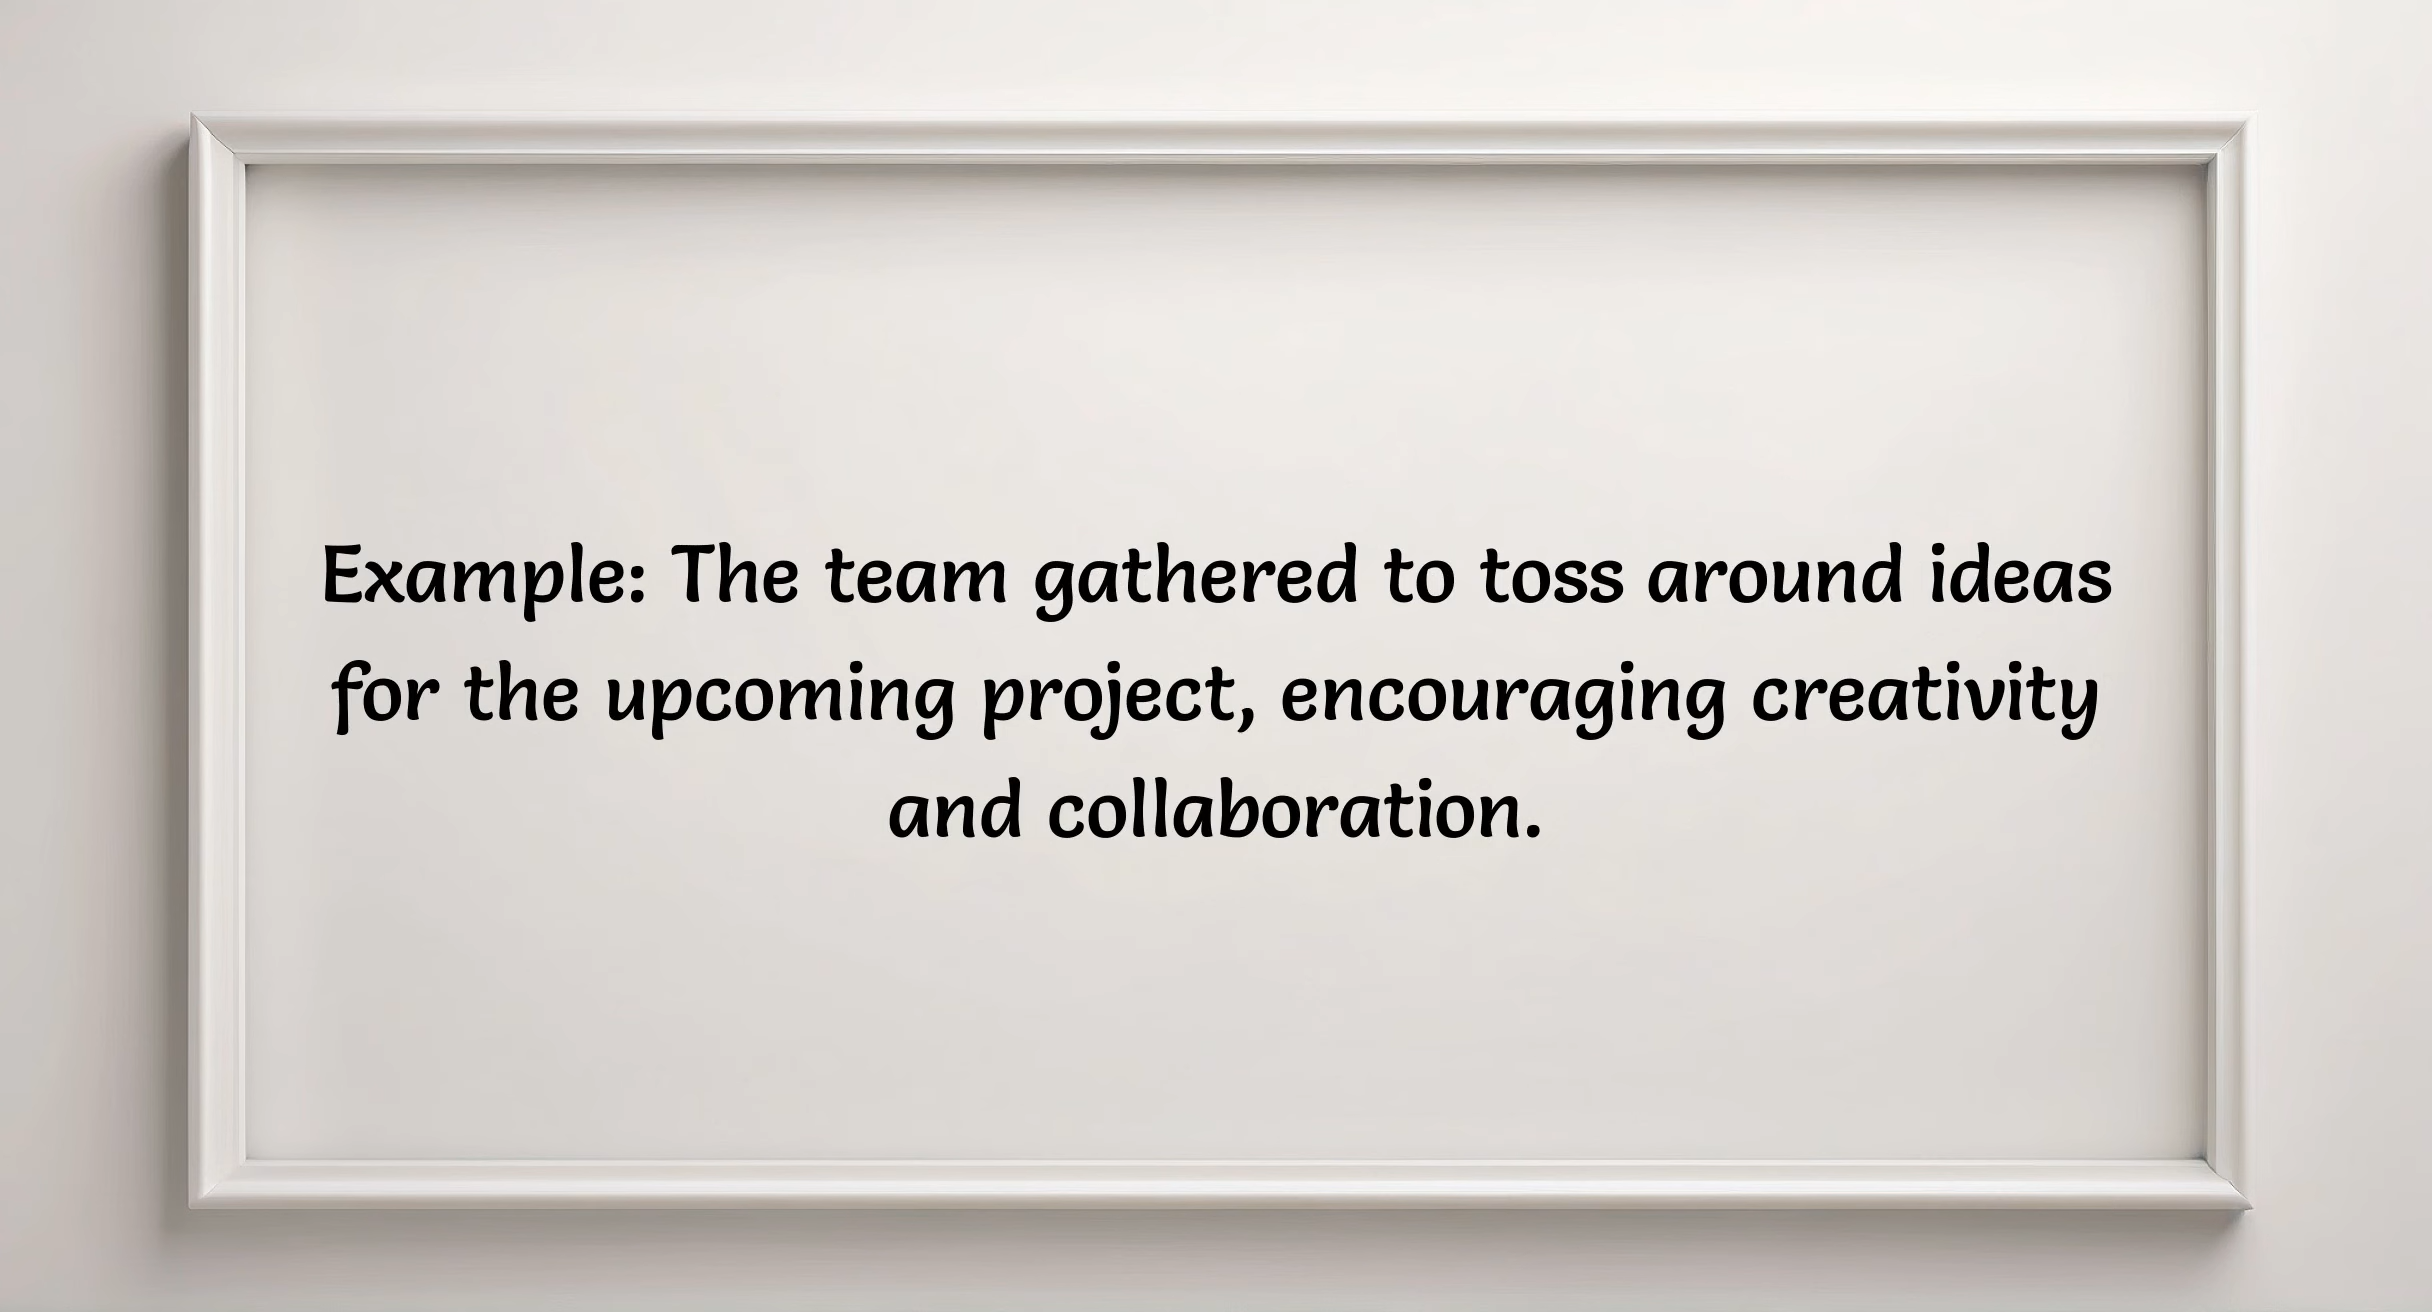 Example: The team gathered to toss around ideas
for the upcoming project, encouraging creativity
and collaboration.